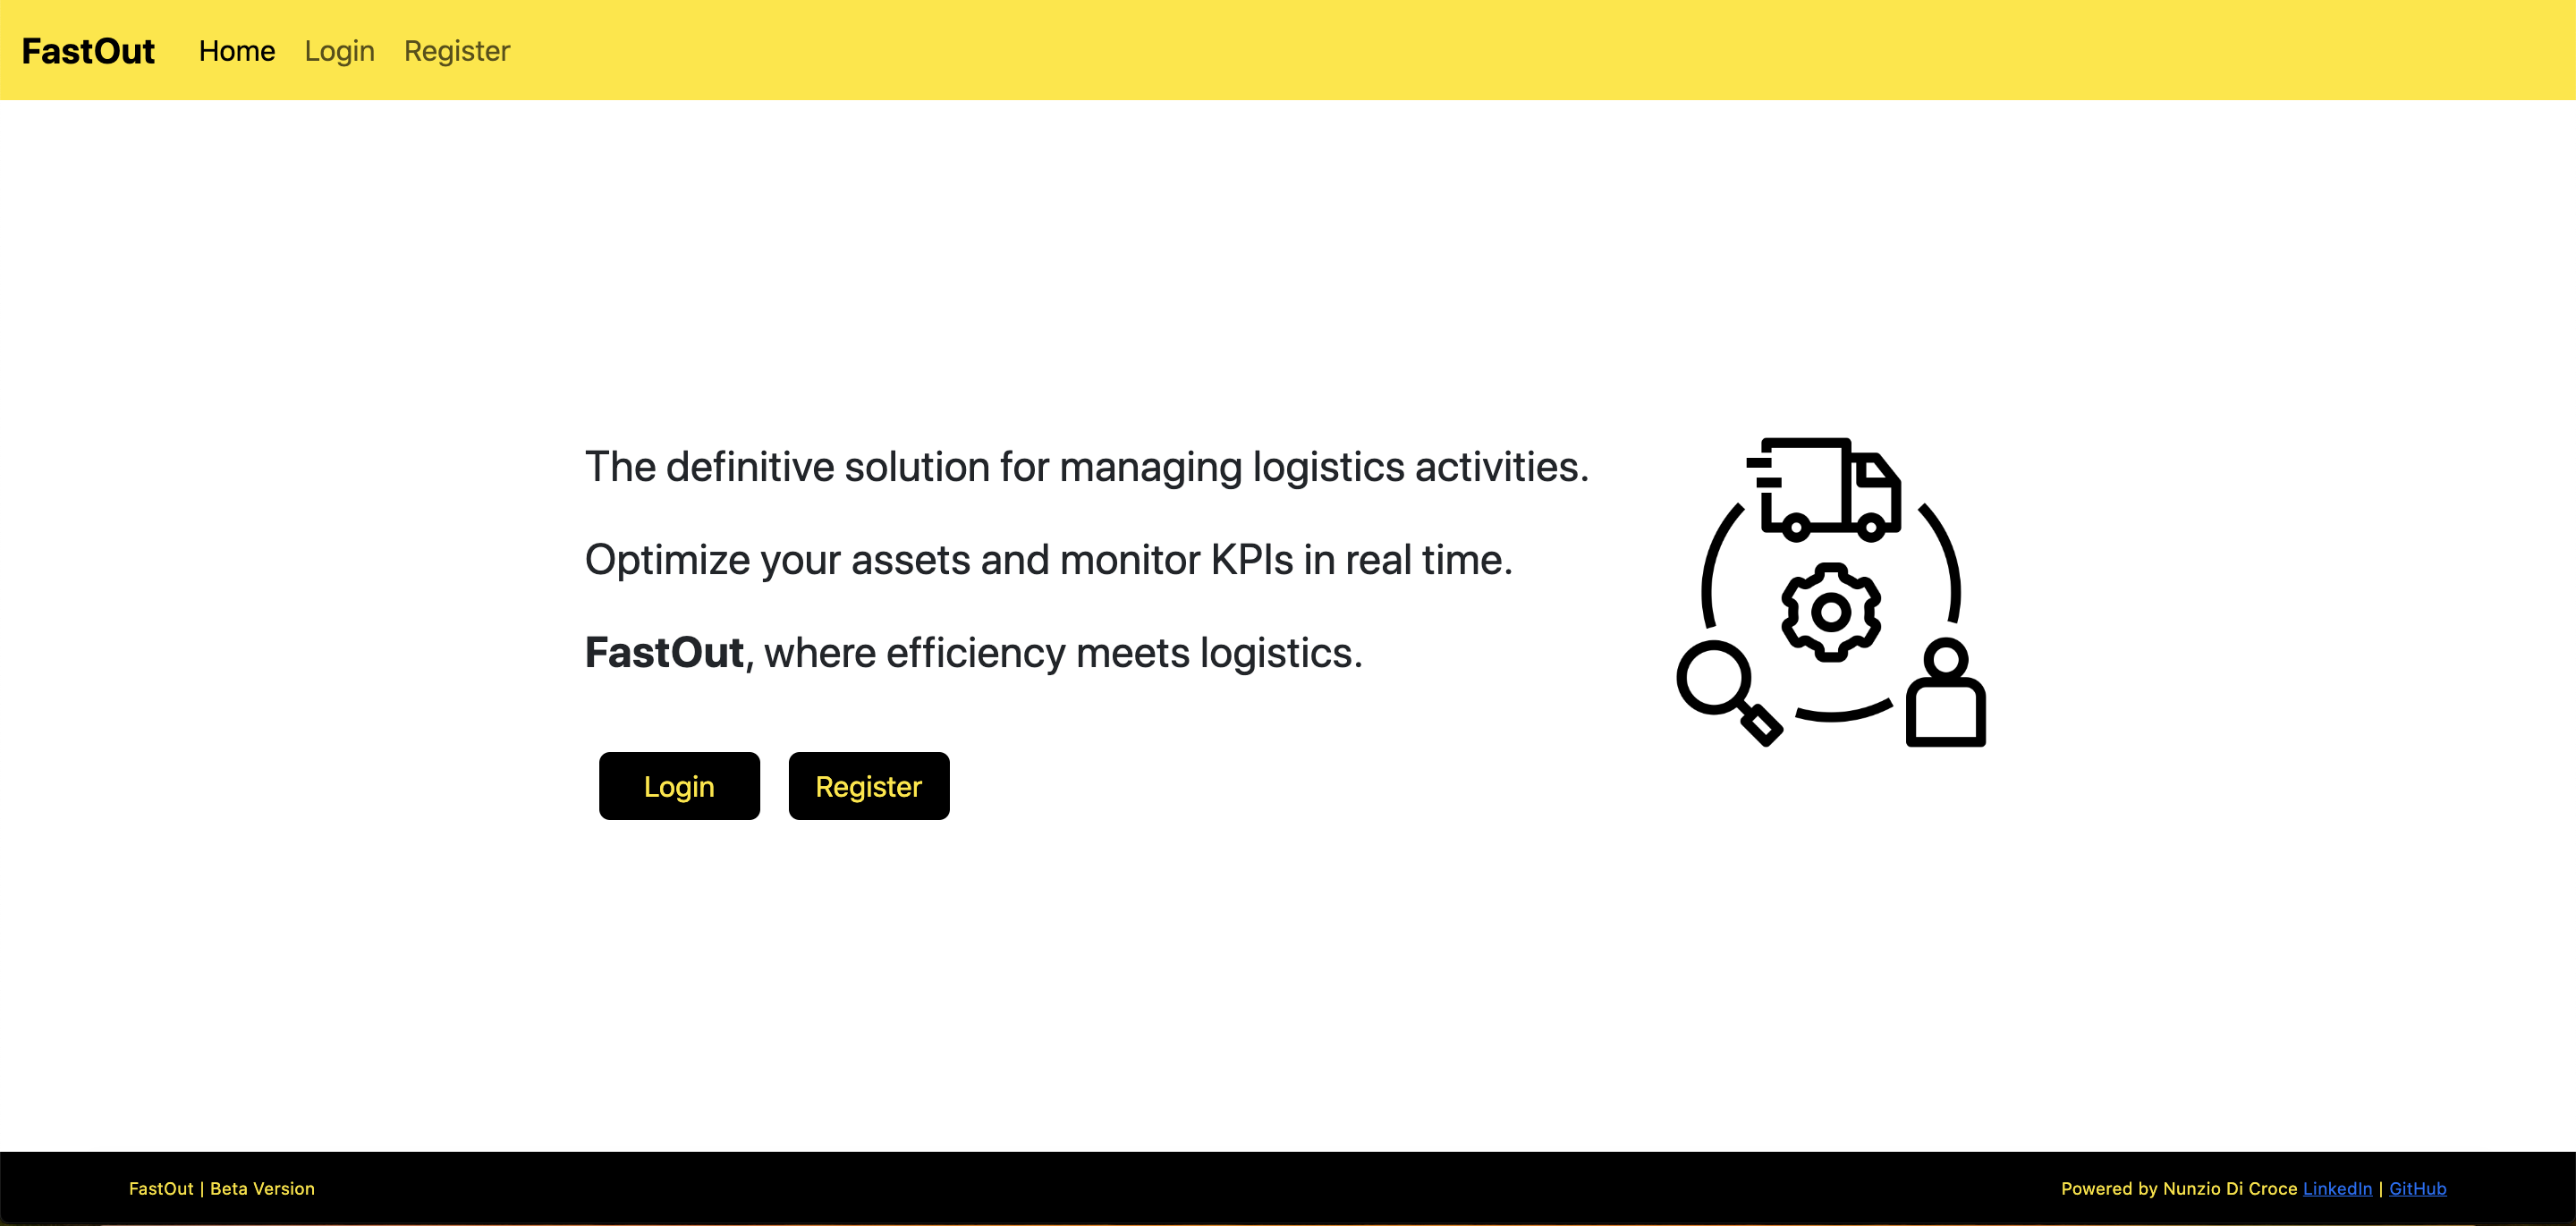 FastOut Home Login Register
The definitive solution for managing logistics activities.
Optimize your assets and monitor KPIs in real time.
FastOut, where efficiency meets logistics.
Login Register
FastOut | Beta Version
Powered by Nunzio Di Croce LinkedIn | GitHub